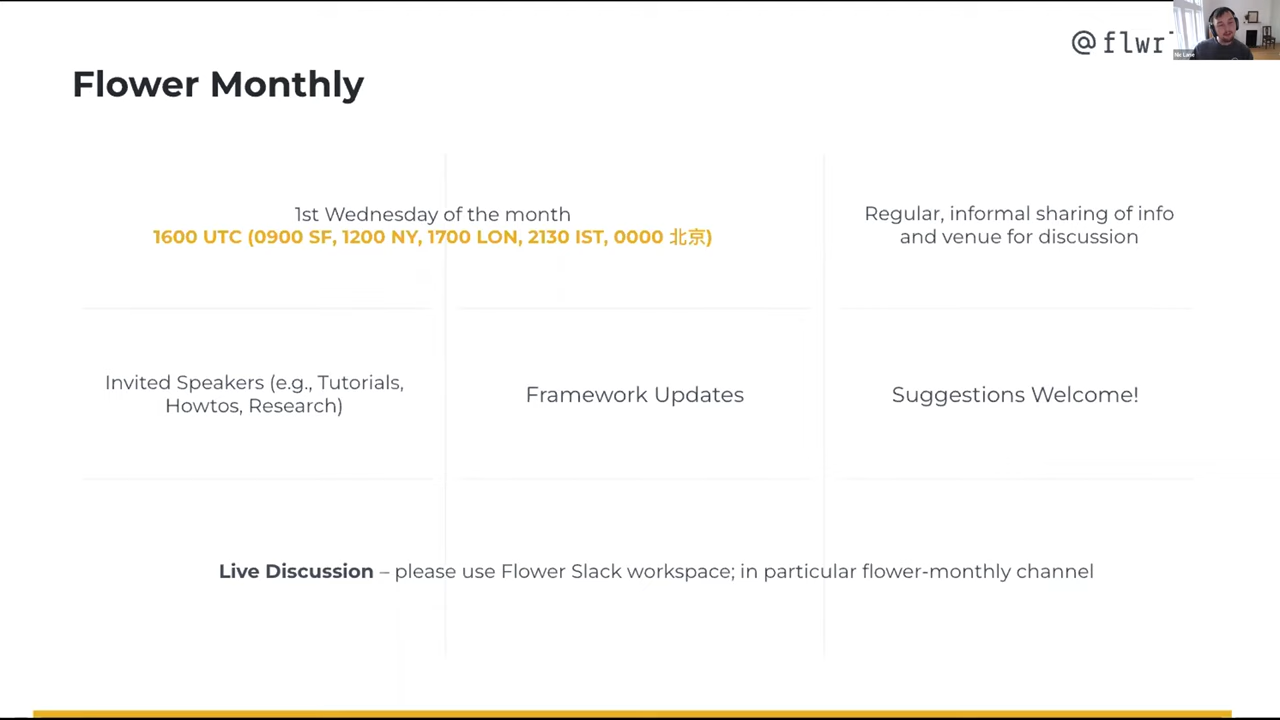 @flwr
Flower Monthly
1st Wednesday of the month
1600 UTC (0900 SF, 1200 NY, 1700 LON, 2130 IST, 0000 北京)
Regular, informal sharing of info
and venue for discussion
Invited Speakers (e.g., Tutorials,
Howtos, Research)
Framework Updates
Suggestions Welcome!
Live Discussion – please use Flower Slack workspace; in particular flower-monthly channel